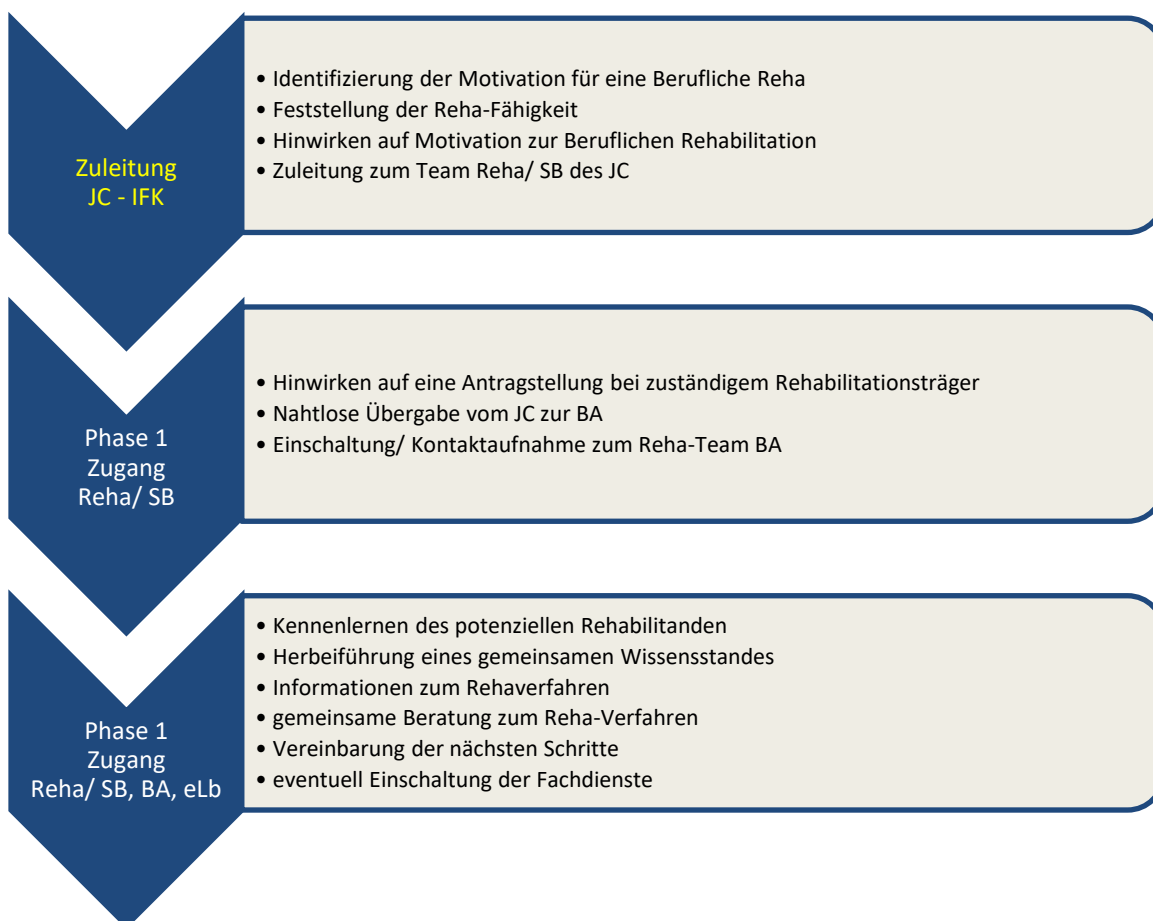 Zuleitung
JC - IFK
• Identifizierung der Motivation für eine Berufliche Reha
• Feststellung der Reha-Fähigkeit
• Hinwirken auf Motivation zur Beruflichen Rehabilitation
• Zuleitung zum Team Reha/ SB des JC
Phase 1
Zugang
Reha/ SB
• Hinwirken auf eine Antragstellung bei zuständigem Rehabilitationsträger
• Nahtlose Übergabe vom JC zur BA
• Einschaltung/ Kontaktaufnahme zum Reha-Team BA
Phase 1
Zugang
Reha/ SB, BA, eLb
• Kennenlernen des potenziellen Rehabilitanden
• Herbeiführung eines gemeinsamen Wissensstandes
• Informationen zum Rehaverfahren
• gemeinsame Beratung zum Reha-Verfahren
• Vereinbarung der nächsten Schritte
• eventuell Einschaltung der Fachdienste